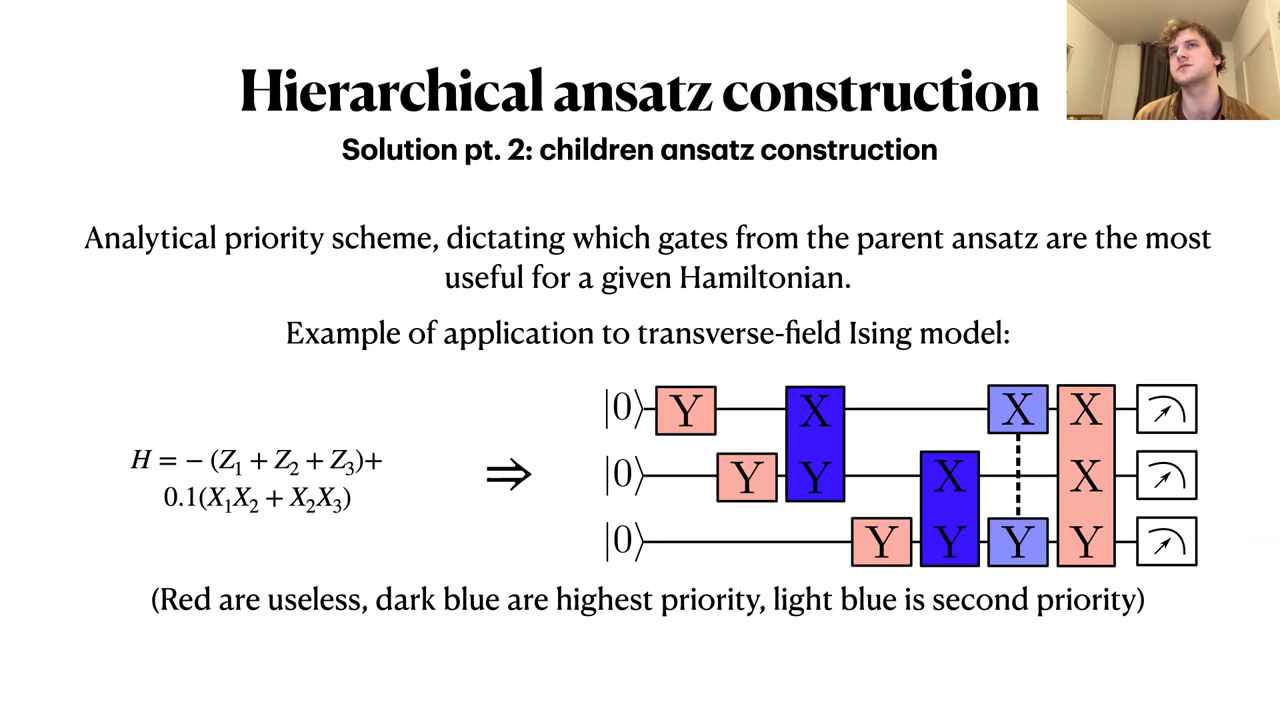 Hierarchical ansatz construction
Solution pt. 2: children ansatz construction
Analytical priority scheme, dictating which gates from the parent ansatz are the most
useful for a given Hamiltonian.
Example of application to transverse-field Ising model:
|0⟩ Y X X X
H = − (Z₁ + Z₂ + Z₃)+
0.1(X₁X₂ + X₂X₃)
⇒
|0⟩ Y Y X X
|0⟩ Y Y Y Y
(Red are useless, dark blue are highest priority, light blue is second priority)